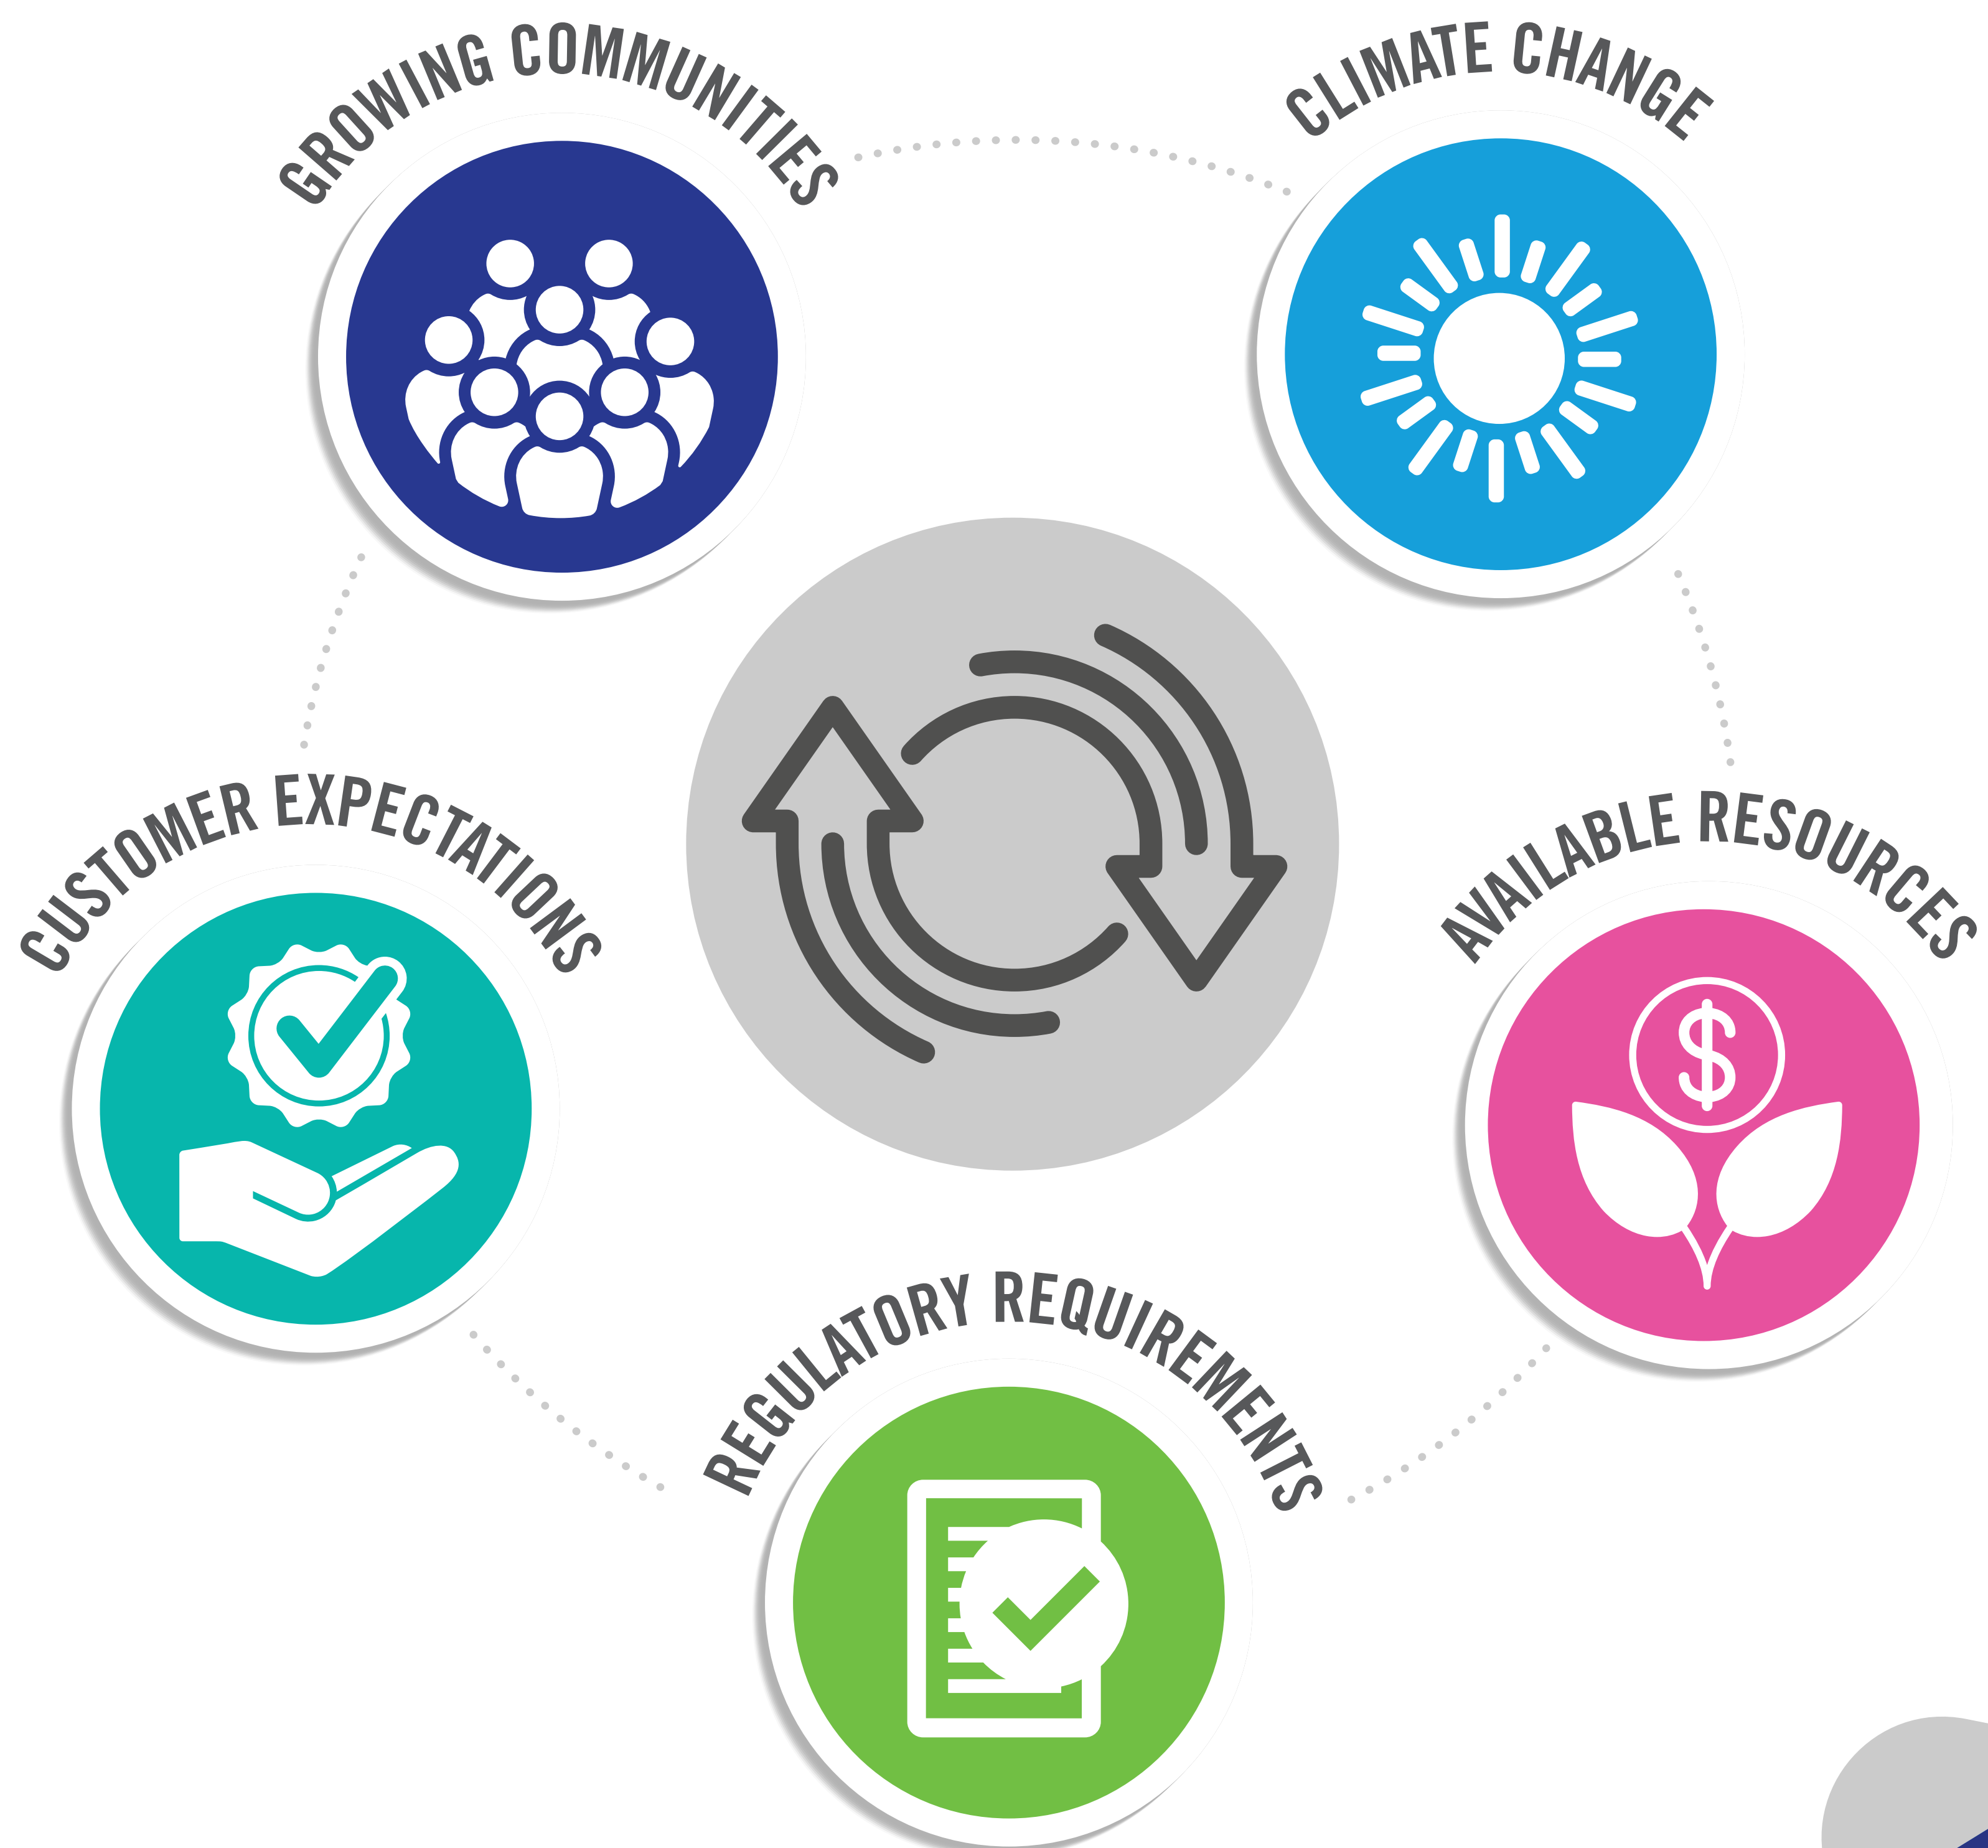 GROWING COMMUNITIES
CLIMATE CHANGE
CUSTOMER EXPECTATIONS
AVAILABLE RESOURCES
$
REGULATORY REQUIREMENTS